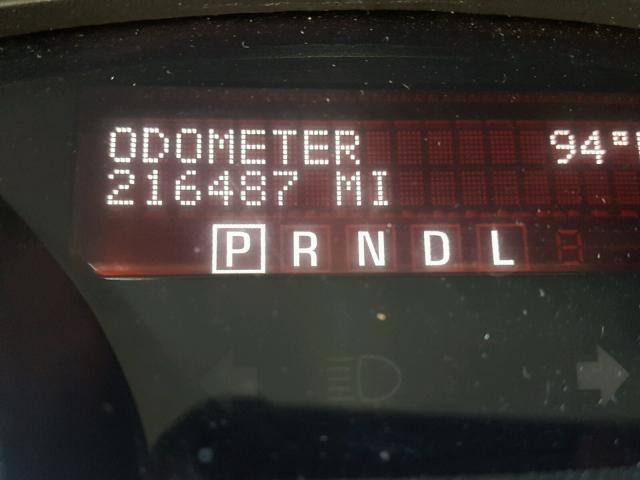 ODOMETER 94°
216487 MI
P R N D L